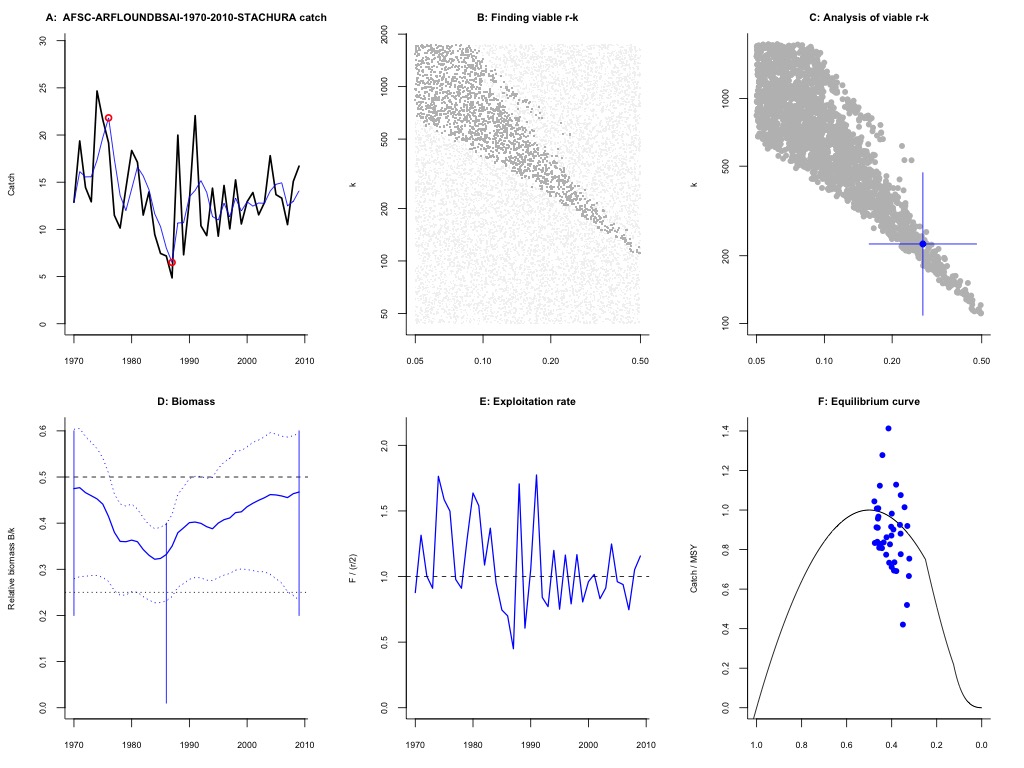 A:  AFSC-ARFLOUNDBSAI-1970-2010-STACHURA catch
Catch
0 5 10 15 20 25 30
1970 1980 1990 2000 2010
B: Finding viable r-k
k
50 100 200 500 1000 2000
0.05 0.10 0.20 0.50
C: Analysis of viable r-k
k
100 200 500 1000
0.05 0.10 0.20 0.50
D: Biomass
Relative biomass B/k
0.0 0.1 0.2 0.3 0.4 0.5 0.6
1970 1980 1990 2000 2010
E: Exploitation rate
F / (r/2)
0.0 0.5 1.0 1.5 2.0
1970 1980 1990 2000 2010
F: Equilibrium curve
Catch / MSY
0.0 0.2 0.4 0.6 0.8 1.0 1.2 1.4
1.0 0.8 0.6 0.4 0.2 0.0